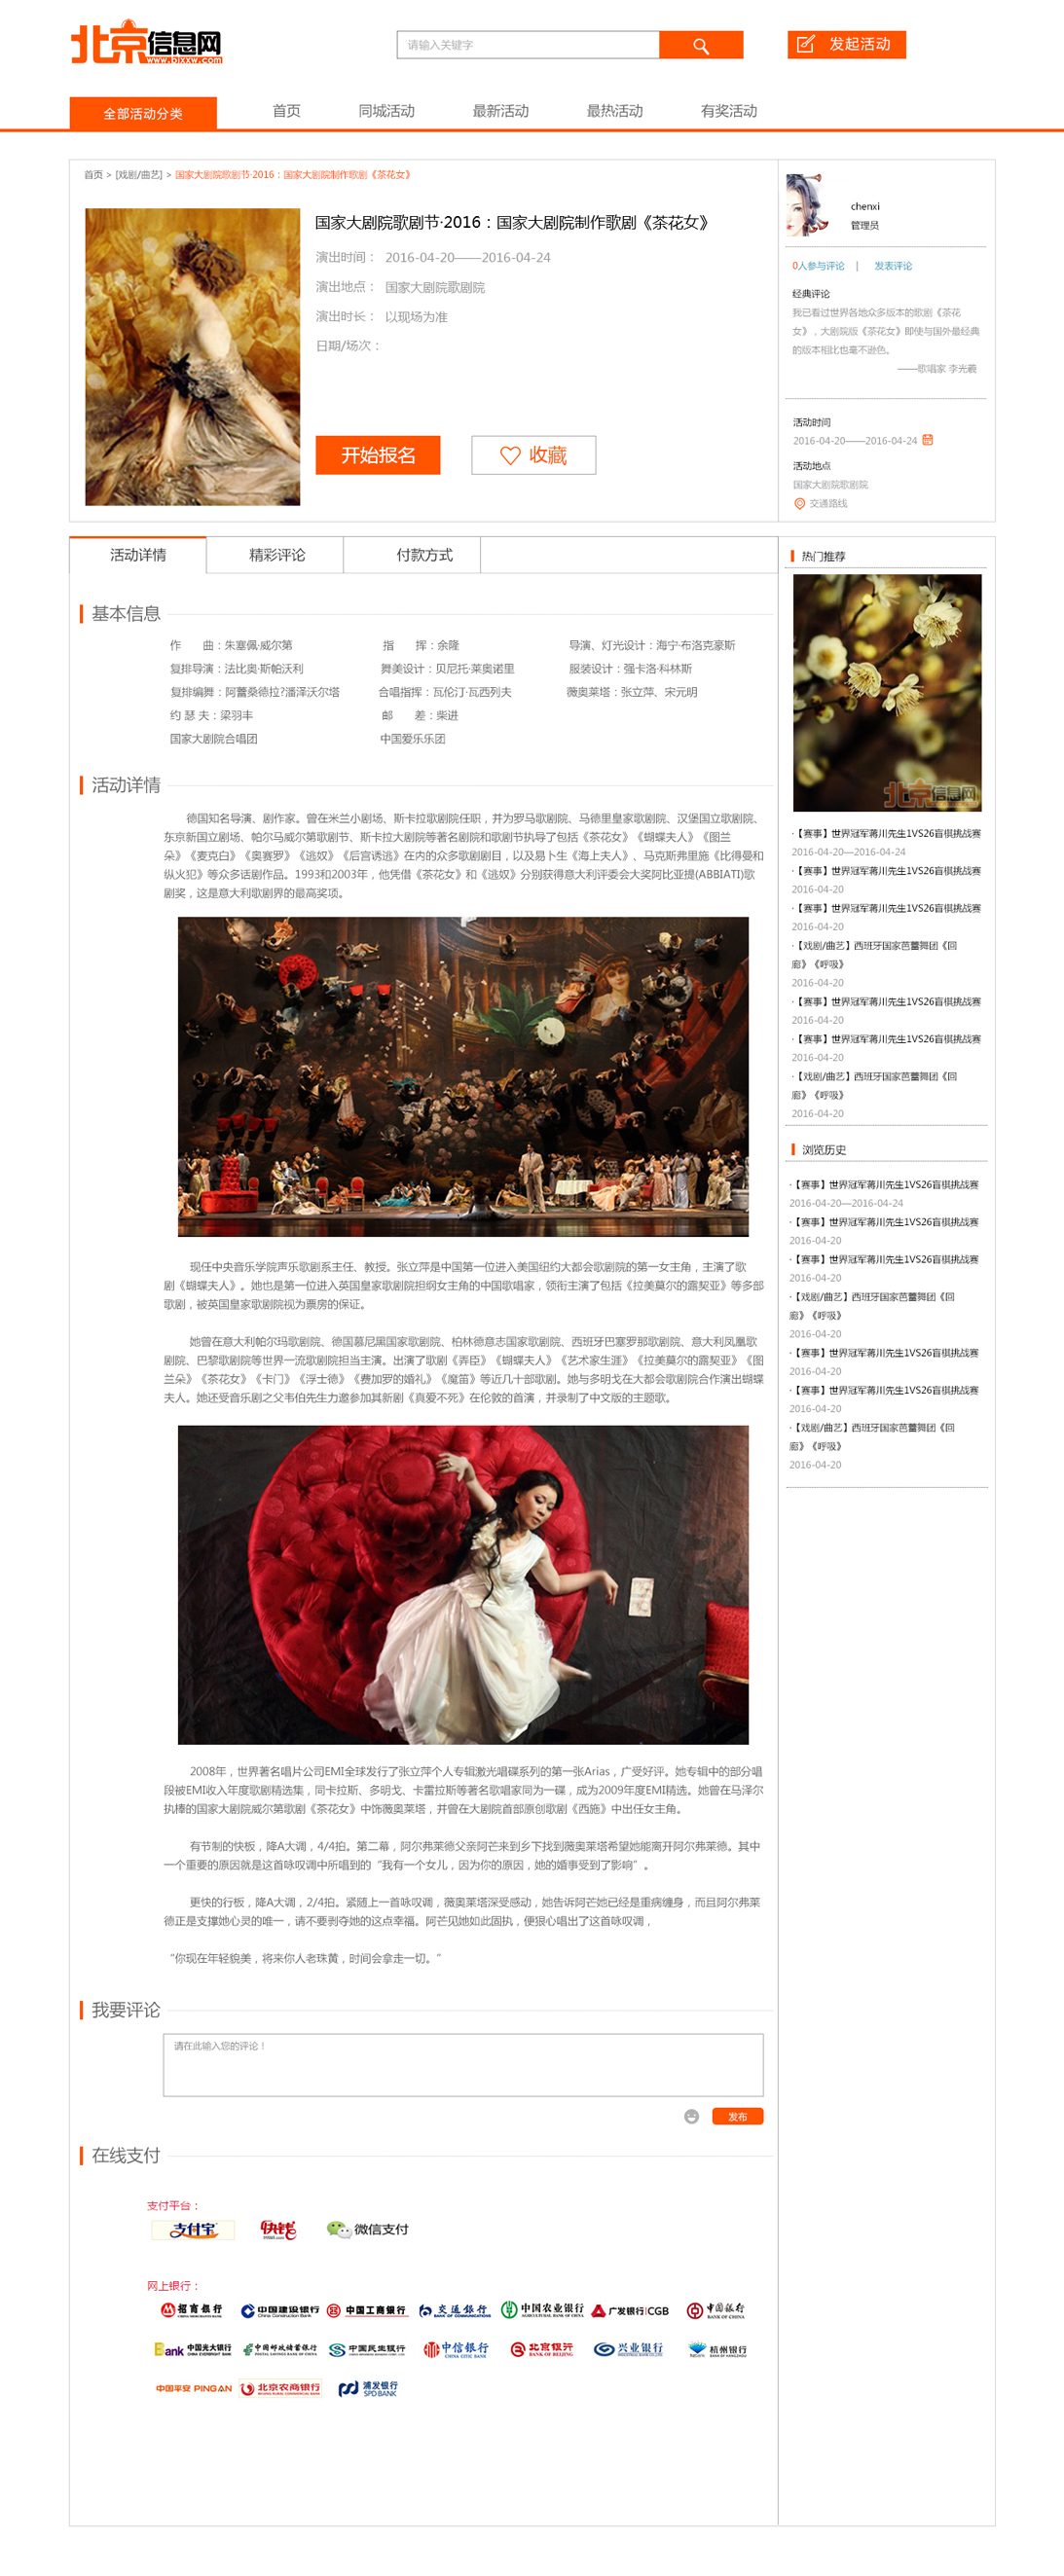 北京信息网
www.bjxxw.com
请输入关键字
发起活动
全部活动分类
首页
同城活动
最新活动
最热活动
有奖活动
首页 > [戏剧/曲艺] > 国家大剧院歌剧节·2016：国家大剧院制作歌剧《茶花女》
国家大剧院歌剧节·2016：国家大剧院制作歌剧《茶花女》
演出时间： 2016-04-20——2016-04-24
演出地点： 国家大剧院歌剧院
演出时长： 以现场为准
日期/场次：
开始报名
收藏
chenxi
管理员
0人参与评论 | 发表评论
经典评论
我已看过世界各地众多版本的歌剧《茶花
女》，大剧院版《茶花女》即使与国外最经典
的版本相比也毫不逊色。
——歌唱家 李光羲
活动时间
2016-04-20——2016-04-24
活动地点
国家大剧院歌剧院
交通路线
活动详情
精彩评论
付款方式
基本信息
作 曲：朱塞佩·威尔第 指 挥：余隆 导演、灯光设计：海宁·布洛克豪斯
复排导演：法比奥·斯帕沃利 舞美设计：贝尼托·莱奥诺里 服装设计：强卡洛·科林斯
复排编舞：阿蕾桑德拉?潘泽沃尔塔 合唱指挥：瓦伦汀·瓦西列夫 薇奥莱塔：张立萍、宋元明
约 瑟 夫：梁羽丰 邮 差：柴进
国家大剧院合唱团 中国爱乐乐团
活动详情
德国知名导演、剧作家。曾在米兰小剧场、斯卡拉歌剧院任职，并为罗马歌剧院、马德里皇家歌剧院、汉堡国立歌剧院、
东京新国立剧场、帕尔马威尔第歌剧节、斯卡拉大剧院等著名剧院和歌剧节执导了包括《茶花女》《蝴蝶夫人》《图兰
朵》《麦克白》《奥赛罗》《逃奴》《后宫诱逃》在内的众多歌剧剧目，以及易卜生《海上夫人》、马克斯弗里施《比得曼和
纵火犯》等众多话剧作品。1993和2003年，他凭借《茶花女》和《逃奴》分别获得意大利评委会大奖阿比亚提(ABBIATI)歌
剧奖，这是意大利歌剧界的最高奖项。
现任中央音乐学院声乐歌剧系主任、教授。张立萍是中国第一位进入美国纽约大都会歌剧院的第一女主角，主演了歌
剧《蝴蝶夫人》。她也是第一位进入英国皇家歌剧院担纲女主角的中国歌唱家，领衔主演了包括《拉美莫尔的露契亚》等多部
歌剧，被英国皇家歌剧院视为票房的保证。
她曾在意大利帕尔玛歌剧院、德国慕尼黑国家歌剧院、柏林德意志国家歌剧院、西班牙巴塞罗那歌剧院、意大利凤凰歌
剧院、巴黎歌剧院等世界一流歌剧院担当主演。出演了歌剧《弄臣》《蝴蝶夫人》《艺术家生涯》《拉美莫尔的露契亚》《图
兰朵》《茶花女》《卡门》《浮士德》《费加罗的婚礼》《魔笛》等近几十部歌剧。她与多明戈在大都会歌剧院合作演出蝴蝶
夫人。她还受音乐剧之父韦伯先生力邀参加其新剧《真爱不死》在伦敦的首演，并录制了中文版的主题歌。
2008年，世界著名唱片公司EMI全球发行了张立萍个人专辑激光唱碟系列的第一张Arias，广受好评。她专辑中的部分唱
段被EMI收入年度歌剧精选集，同卡拉斯、多明戈、卡雷拉斯等著名歌唱家同为一碟，成为2009年度EMI精选。她曾在马泽尔
执棒的国家大剧院威尔第歌剧《茶花女》中饰薇奥莱塔，并曾在大剧院首部原创歌剧《西施》中出任女主角。
有节制的快板，降A大调，4/4拍。第二幕，阿尔弗莱德父亲阿芒来到乡下找到薇奥莱塔希望她能离开阿尔弗莱德。其中
一个重要的原因就是这首咏叹调中所唱到的“我有一个女儿，因为你的原因，她的婚事受到了影响”。
更快的行板，降A大调，2/4拍。紧随上一首咏叹调，薇奥莱塔深受感动，她告诉阿芒她已经是重病缠身，而且阿尔弗莱
德正是支撑她心灵的唯一，请不要剥夺她的这点幸福。阿芒见她如此固执，便狠心唱出了这首咏叹调，
“你现在年轻貌美，将来你人老珠黄，时间会拿走一切。”
我要评论
请在此输入您的评论！
发布
在线支付
支付平台：
支付宝
快钱
微信支付
网上银行：
招商银行
中国建设银行
China Construction Bank
中国工商银行
交通银行
BANK OF COMMUNICATIONS
中国农业银行
AGRICULTURAL BANK OF CHINA
广发银行|CGB
中国银行
BANK OF CHINA
Bank 中国光大银行
CHINA EVERBRIGHT BANK
中国邮政储蓄银行
POSTAL SAVINGS BANK OF CHINA
中国民生银行
中信银行
CHINA CITIC BANK
北京银行
BANK OF BEIJING
兴业银行
INDUSTRIAL BANK CO.,LTD.
杭州银行
BANK OF HANGZHOU
中国平安 PINGAN
北京农商银行
BEIJING RURAL COMMERCIAL BANK
浦发银行
SPD BANK
热门推荐
北京信息网
·【赛事】世界冠军蒋川先生1VS26盲棋挑战赛
2016-04-20—2016-04-24
·【赛事】世界冠军蒋川先生1VS26盲棋挑战赛
2016-04-20
·【赛事】世界冠军蒋川先生1VS26盲棋挑战赛
2016-04-20
·【戏剧/曲艺】西班牙国家芭蕾舞团《回
廊》《呼吸》
2016-04-20
·【赛事】世界冠军蒋川先生1VS26盲棋挑战赛
2016-04-20
·【赛事】世界冠军蒋川先生1VS26盲棋挑战赛
2016-04-20
·【戏剧/曲艺】西班牙国家芭蕾舞团《回
廊》《呼吸》
2016-04-20
浏览历史
·【赛事】世界冠军蒋川先生1VS26盲棋挑战赛
2016-04-20—2016-04-24
·【赛事】世界冠军蒋川先生1VS26盲棋挑战赛
2016-04-20
·【赛事】世界冠军蒋川先生1VS26盲棋挑战赛
2016-04-20
·【戏剧/曲艺】西班牙国家芭蕾舞团《回
廊》《呼吸》
2016-04-20
·【赛事】世界冠军蒋川先生1VS26盲棋挑战赛
2016-04-20
·【赛事】世界冠军蒋川先生1VS26盲棋挑战赛
2016-04-20
·【戏剧/曲艺】西班牙国家芭蕾舞团《回
廊》《呼吸》
2016-04-20